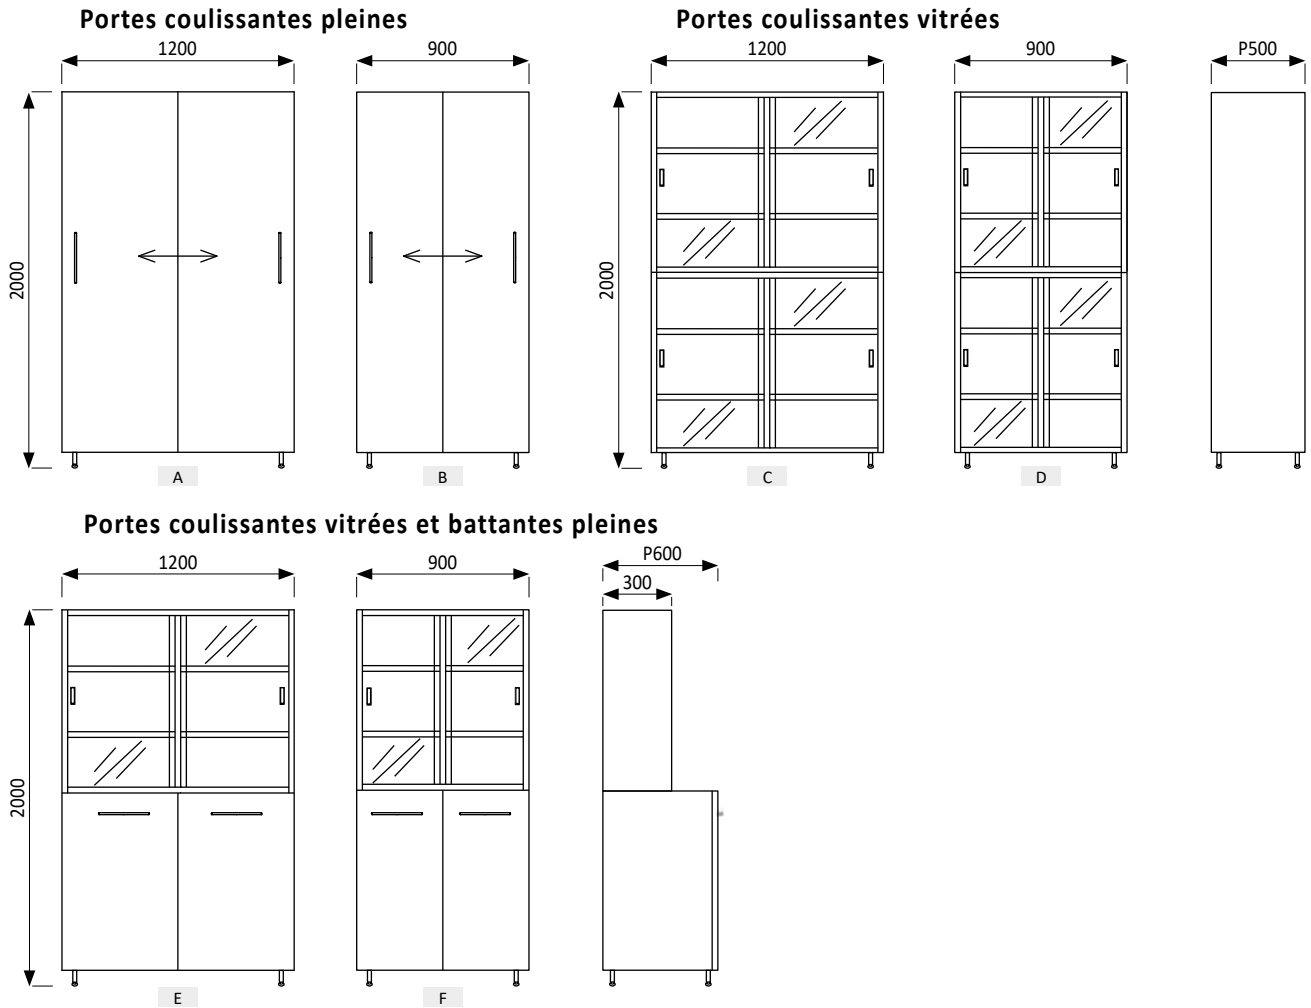 Portes coulissantes pleines
Portes coulissantes vitrées
1200
900
1200
900
P500
2000
2000
A
B
C
D
Portes coulissantes vitrées et battantes pleines
1200
900
P600
300
2000
E
F